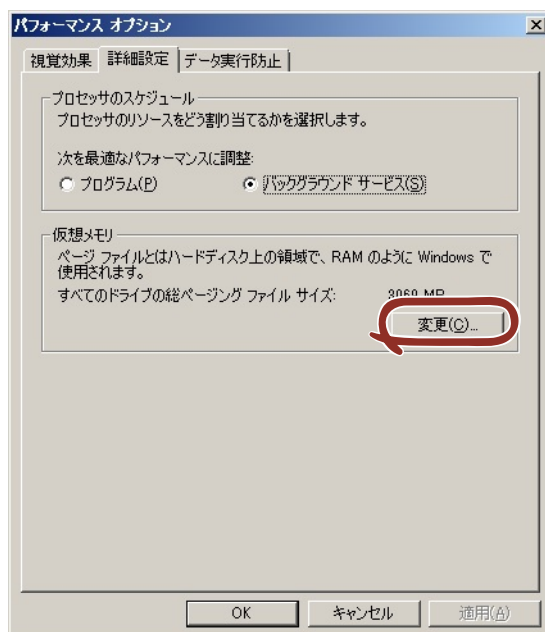 パフォーマンス オプション
視覚効果 詳細設定 データ実行防止
プロセッサのスケジュール
プロセッサのリソースをどう割り当てるかを選択します。
次を最適なパフォーマンスに調整:
プログラム(P) バックグラウンド サービス(S)
仮想メモリ
ページ ファイルとはハードディスク上の領域で、RAM のように Windows で
使用されます。
すべてのドライブの総ページング ファイル サイズ: MB
変更(C)...
OK キャンセル 適用(A)